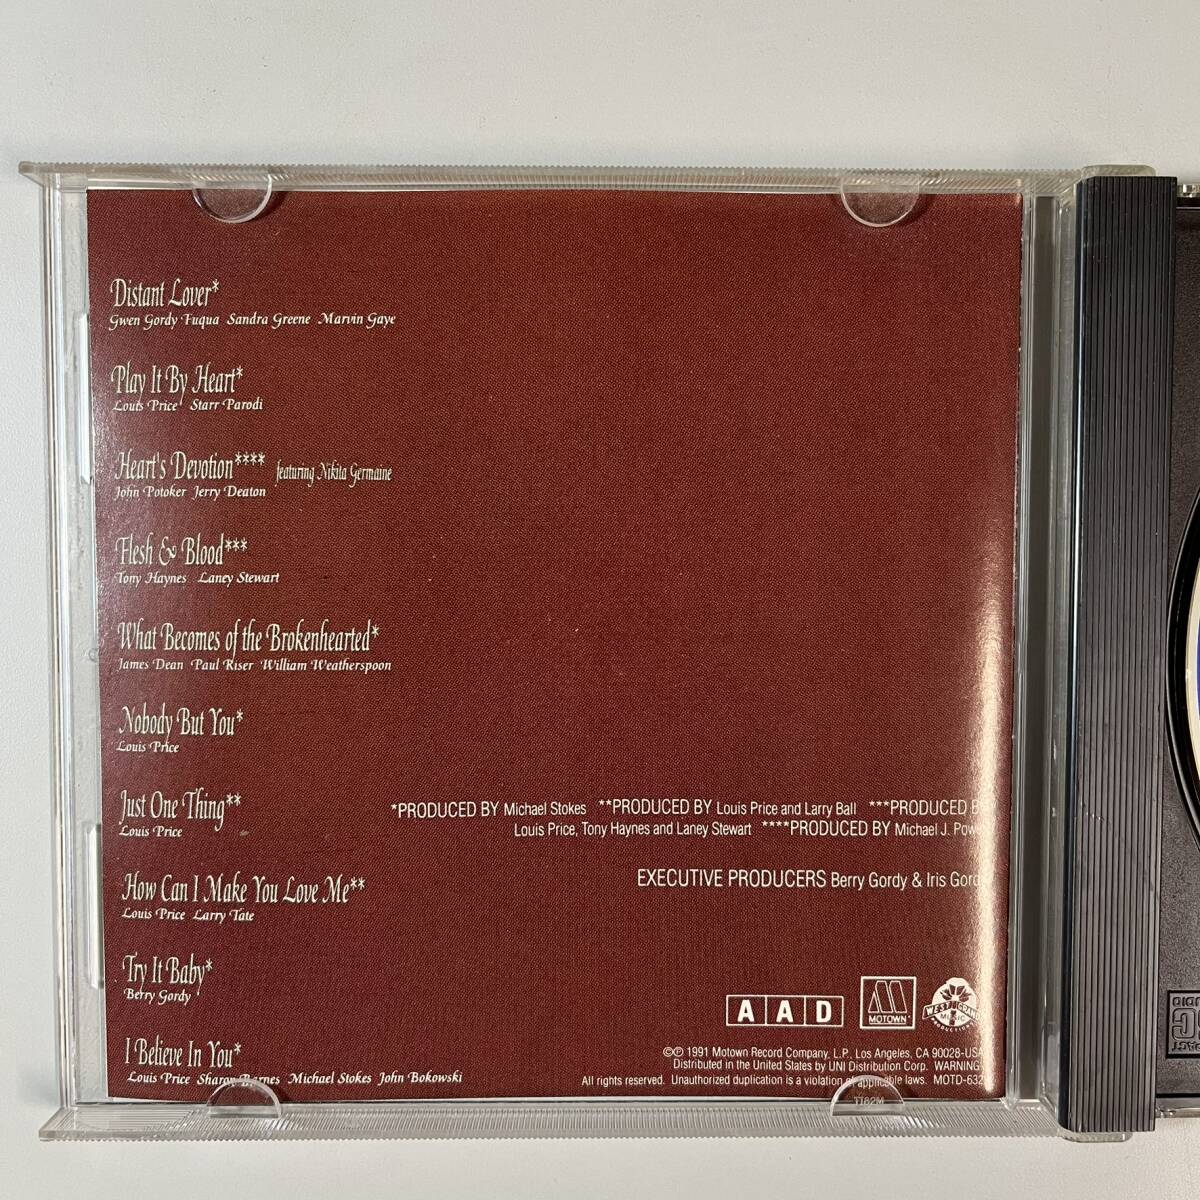 Distant Lover*
Gwen Gordy Fuqua Sandra Greene Marvin Gaye
Play It By Heart*
Louis Price Starr Parodi
Heart's Devotion**** featuring Nikita Germaine
John Potoker Jerry Deaton
Flesh & Blood***
Tony Haynes Laney Stewart
What Becomes of the Brokenhearted*
James Dean Paul Riser William Weatherspoon
Nobody But You*
Louis Price
Just One Thing**
Louis Price
How Can I Make You Love Me**
Louis Price Larry Tate
Try It Baby*
Berry Gordy
I Believe In You*
Louis Price Sharon Barnes Michael Stokes John Bokowski
*PRODUCED BY Michael Stokes **PRODUCED BY Louis Price and Larry Ball ***PRODUCED
Louis Price, Tony Haynes and Laney Stewart ****PRODUCED BY Michael J.
EXECUTIVE PRODUCERS Berry Gordy & Iris
AAD
MOTOWN
WEST GRAND
MUSIC
PRODUCTIONS
©℗ 1991 Motown Record Company, L.P., Los Angeles, CA 90028-USA
Distributed in the United States by UNI Distribution Corp. WARNING
All rights reserved. Unauthorized duplication is a violation of applicable laws. MOTD-632